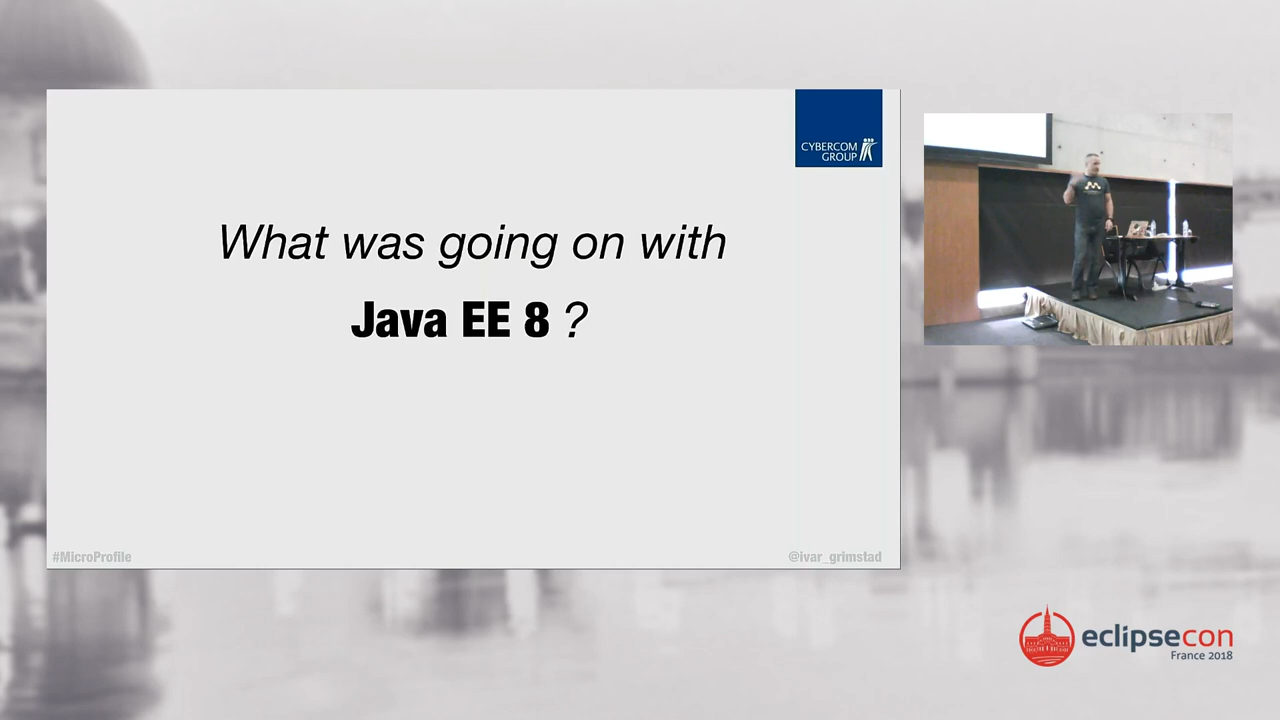 CYBERCOM
GROUP
What was going on with
Java EE 8 ?
#MicroProfile
@ivar_grimstad
eclipsecon
France 2018